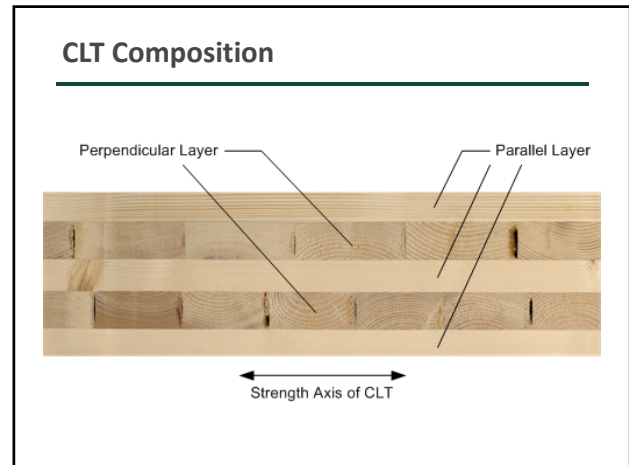 CLT Composition
Perpendicular Layer
Parallel Layer
Strength Axis of CLT